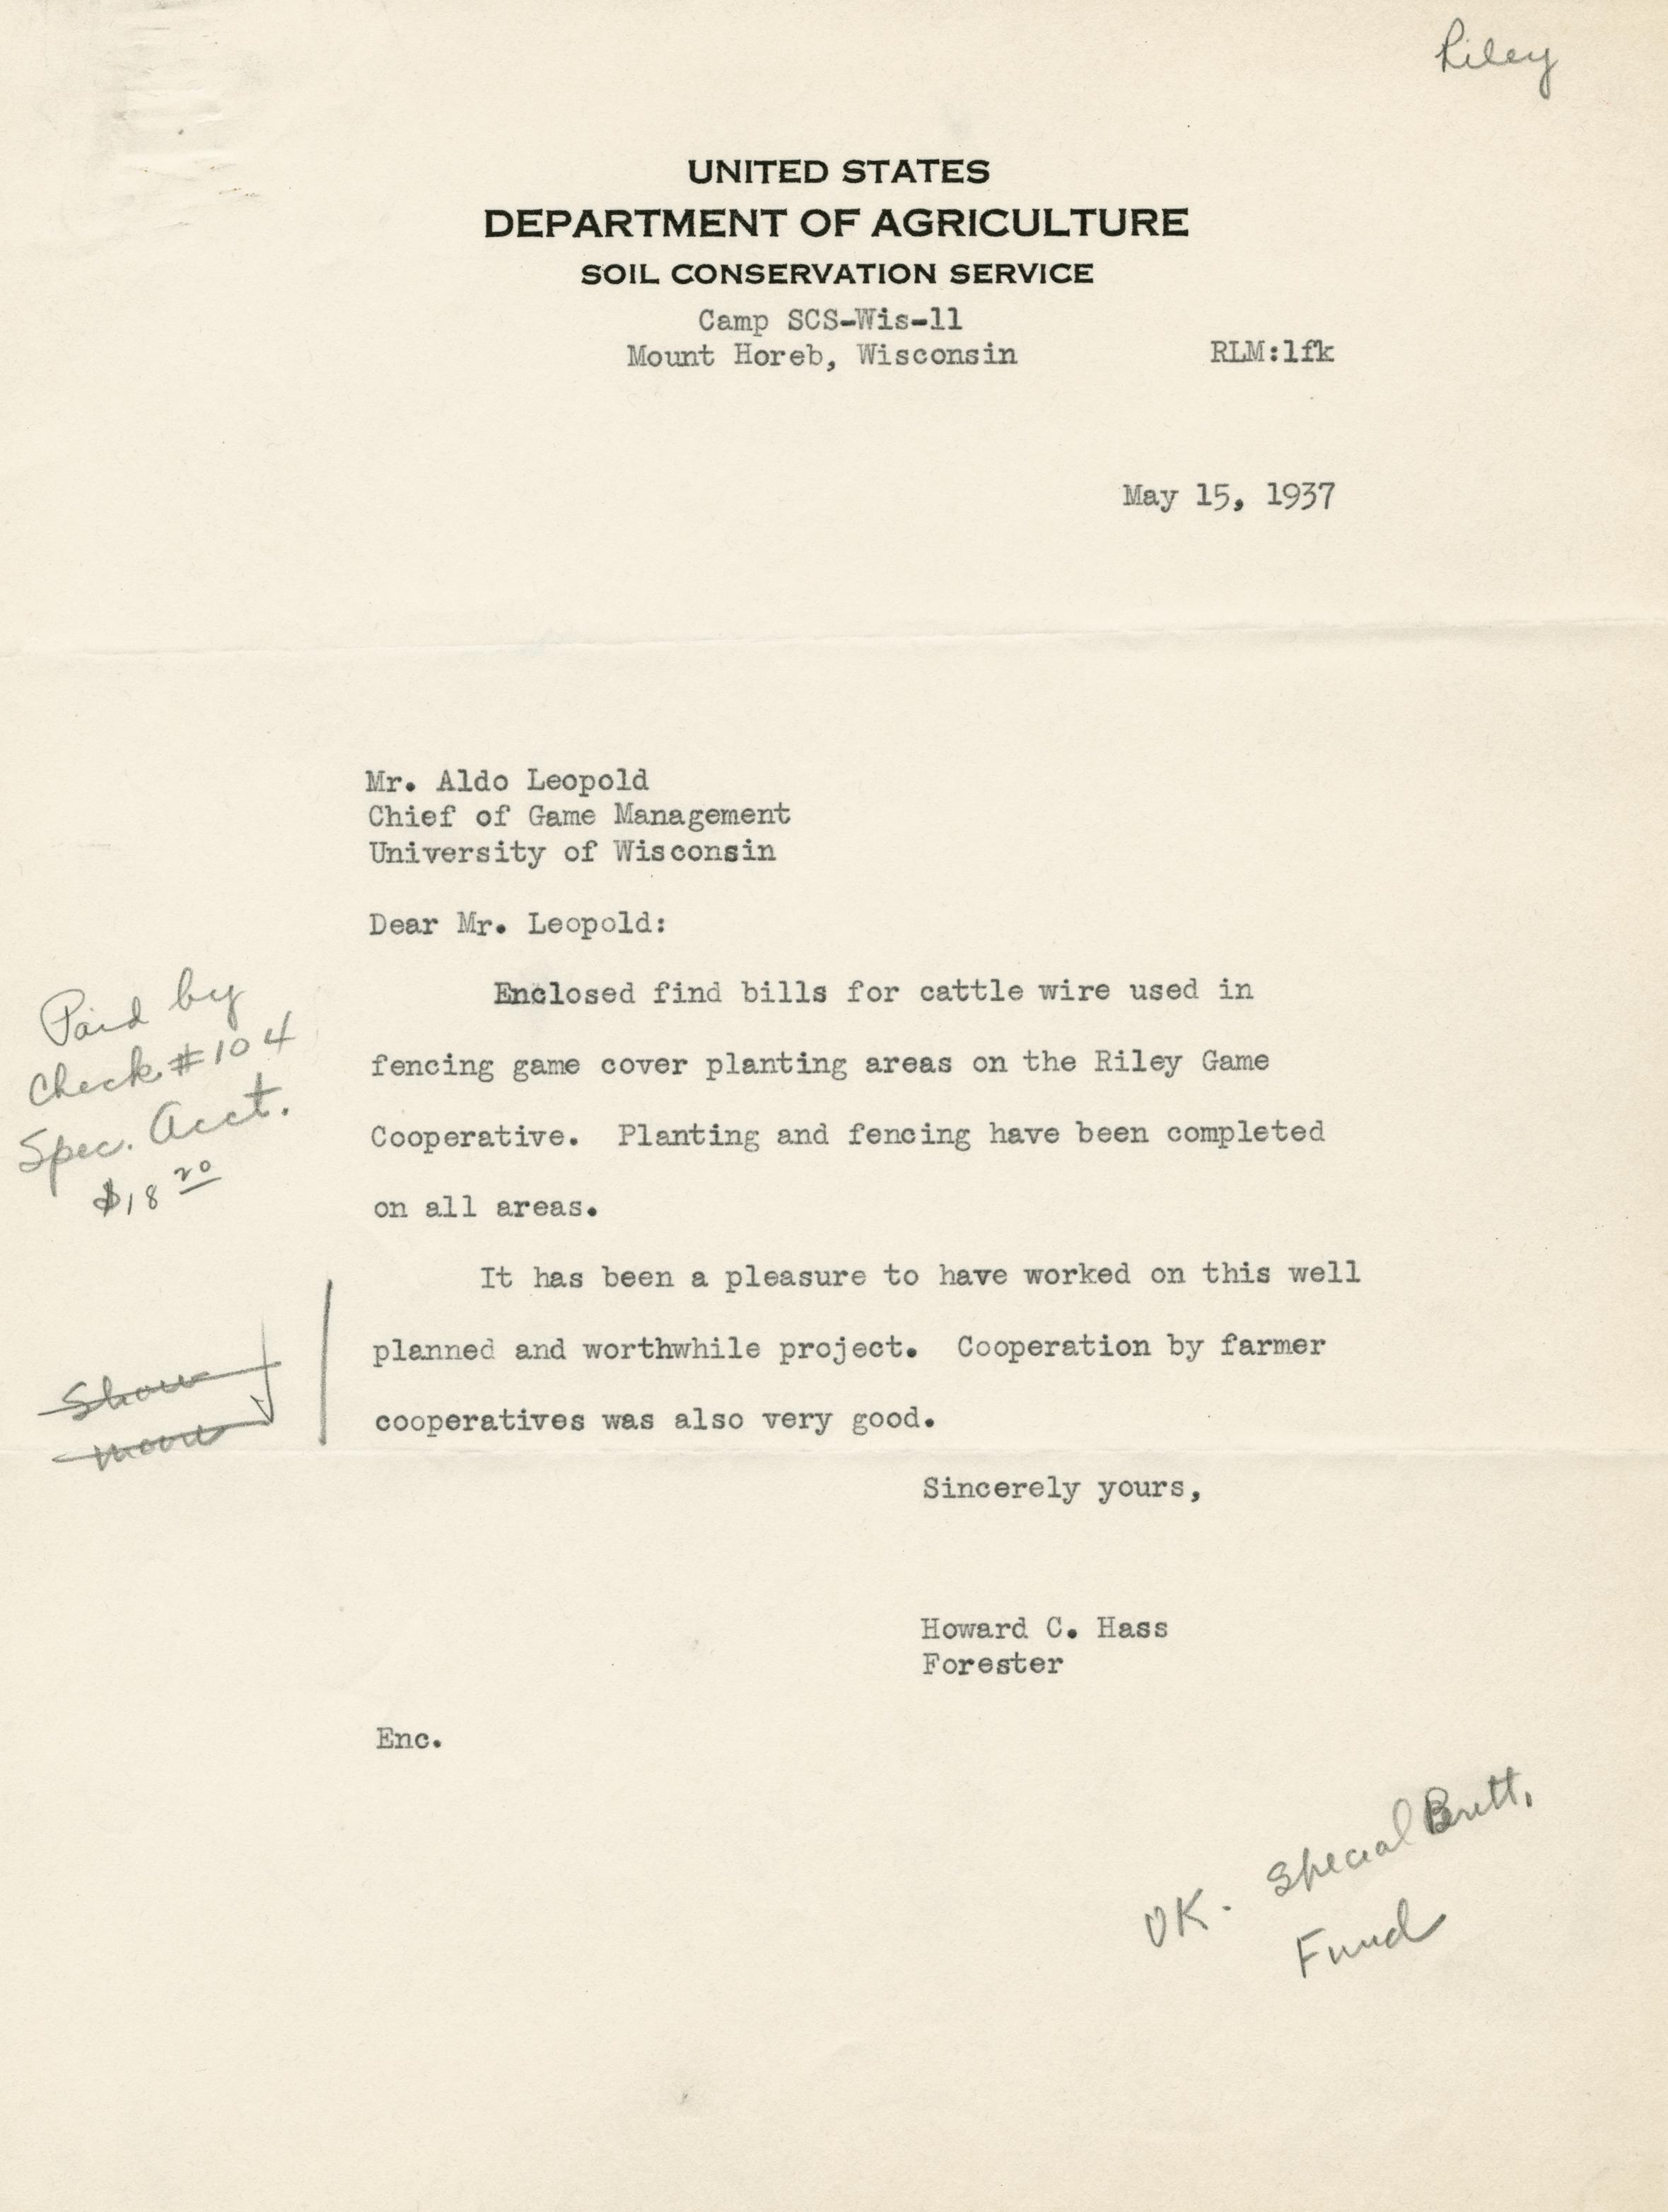 Riley
UNITED STATES
DEPARTMENT OF AGRICULTURE
SOIL CONSERVATION SERVICE
Camp SCS-Wis-11
Mount Horeb, Wisconsin RLM:lfk
May 15, 1937
Mr. Aldo Leopold
Chief of Game Management
University of Wisconsin
Dear Mr. Leopold:
Enclosed find bills for cattle wire used in
fencing game cover planting areas on the Riley Game
Cooperative. Planting and fencing have been completed
on all areas.
Paid by
Check #104
Spec. Acct.
$18 20
It has been a pleasure to have worked on this well
planned and worthwhile project. Cooperation by farmer
cooperatives was also very good.
Show
Sincerely yours,
Howard C. Hass
Forester
Enc.
OK. Special Britt.
Fund